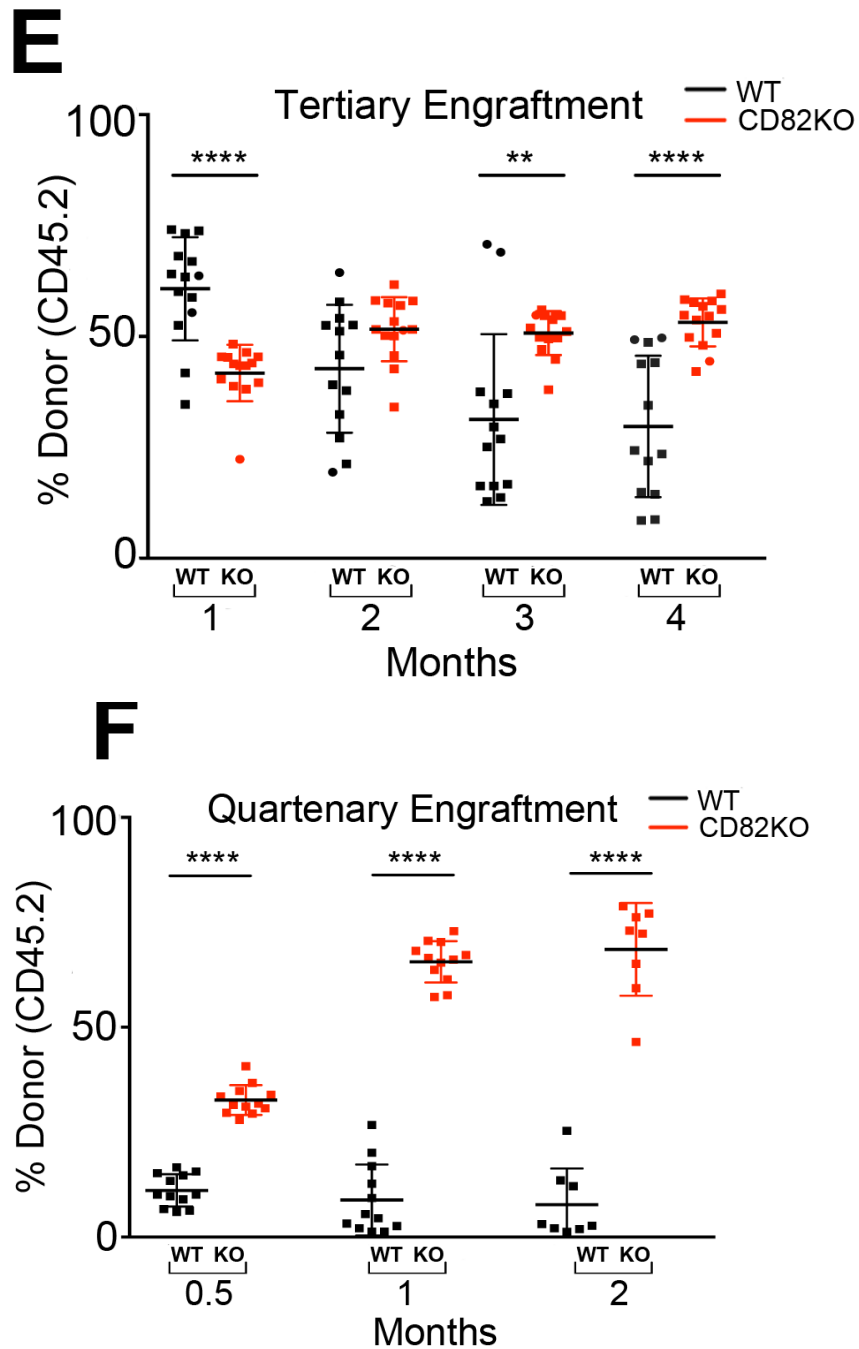 E
Tertiary Engraftment
WT
CD82KO
100
50
0
% Donor (CD45.2)
****
**
****
WT KO
WT KO
WT KO
WT KO
1
2
3
4
Months
F
Quartenary Engraftment
WT
CD82KO
100
50
0
% Donor (CD45.2)
****
****
****
WT KO
WT KO
WT KO
0.5
1
2
Months